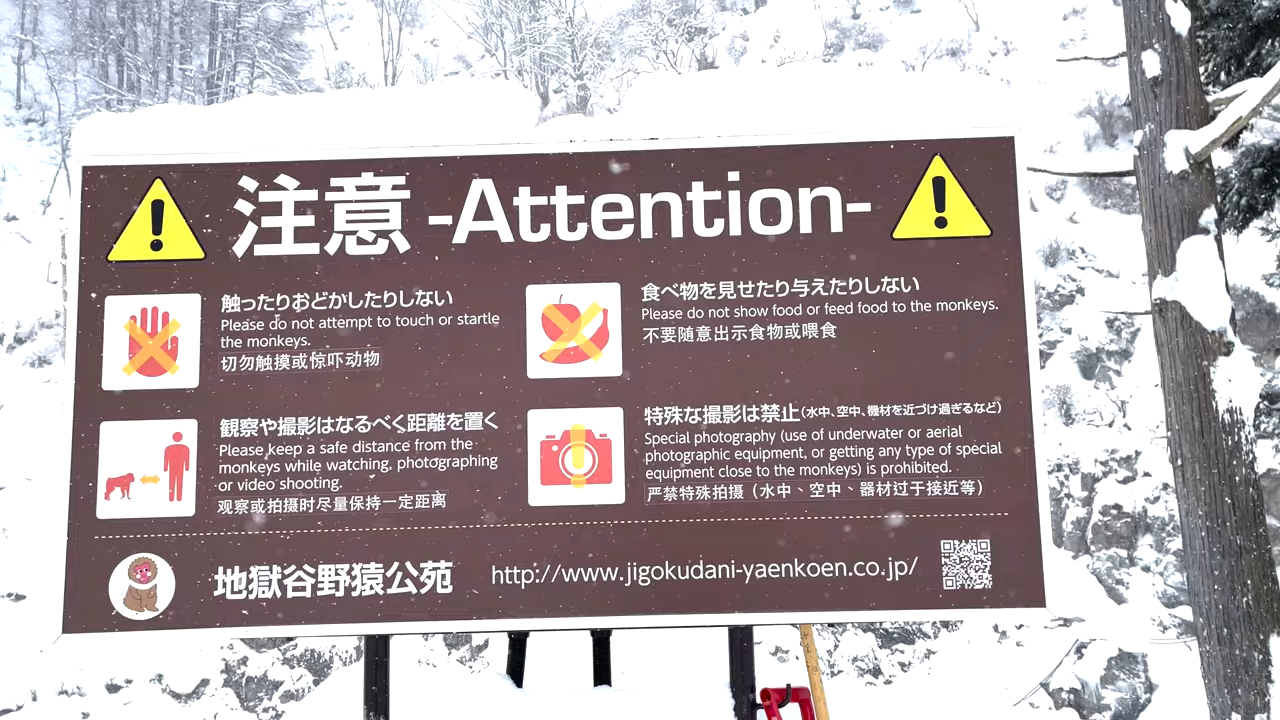 注意 -Attention-
触ったりおどかしたりしない
Please do not attempt to touch or startle
the monkeys.
切勿触摸或惊吓动物
食べ物を見せたり与えたりしない
Please do not show food or feed food to the monkeys.
不要随意出示食物或喂食
観察や撮影はなるべく距離を置く
Please keep a safe distance from the
monkeys while watching, photographing
or video shooting.
观察或拍摄时尽量保持一定距离
特殊な撮影は禁止(水中、空中、機材を近づけ過ぎるなど)
Special photography (use of underwater or aerial
photographic equipment, or getting any type of special
equipment close to the monkeys) is prohibited.
严禁特殊拍摄（水中、空中、器材过于接近等）
地獄谷野猿公苑
http://www.jigokudani-yaenkoen.co.jp/